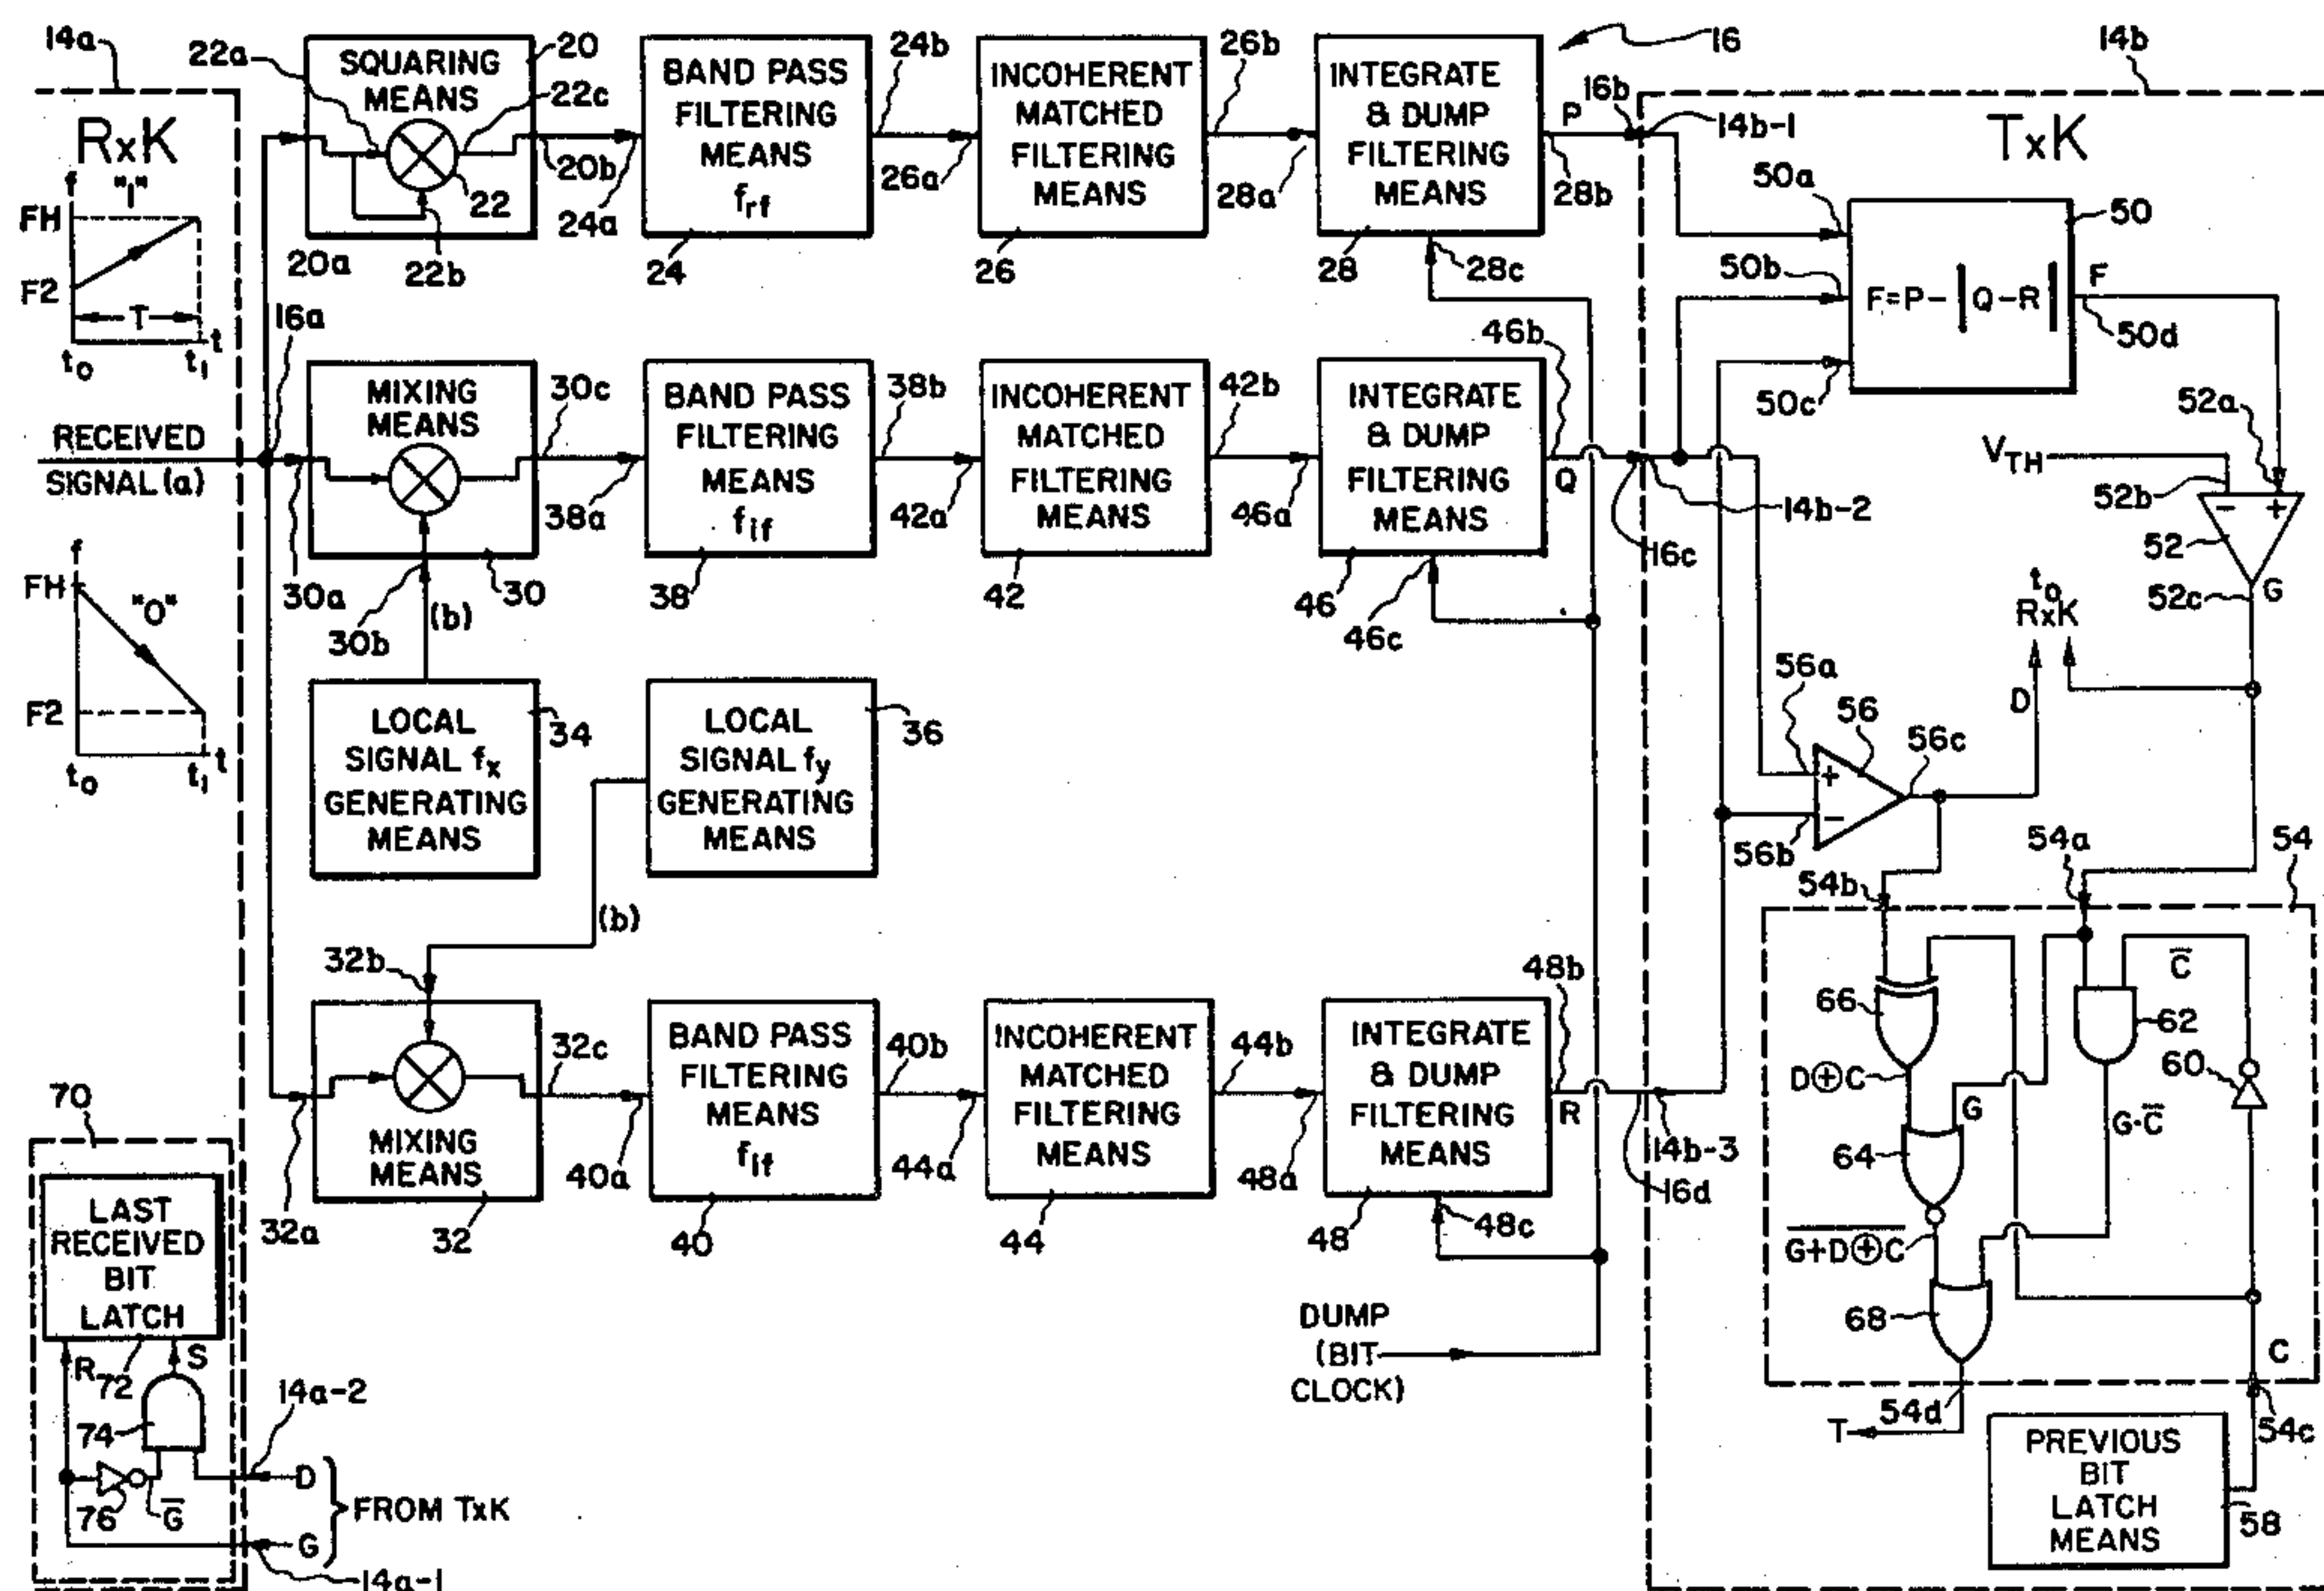 14a
RxK
f
"1"
FH
F2
T
t
t0
t1
RECEIVED
SIGNAL (a)
16a
f
FH
"0"
F2
t0
t1
t
22a
SQUARING
MEANS
20
22c
22
20a
22b
20b
24a
BAND PASS
FILTERING
MEANS
frf
24
24b
26a
INCOHERENT
MATCHED
FILTERING
MEANS
26
26b
28a
INTEGRATE
& DUMP
FILTERING
MEANS
28
28c
16
P
28b
16b
14b
14b-1
TxK
MIXING
MEANS
30a
30b
(b)
30
30c
38a
BAND PASS
FILTERING
MEANS
fif
38
38b
42a
INCOHERENT
MATCHED
FILTERING
MEANS
42
42b
46a
INTEGRATE
& DUMP
FILTERING
MEANS
46
46c
46b
Q
16c
14b-2
LOCAL
SIGNAL fx
GENERATING
MEANS
34
LOCAL
SIGNAL fy
GENERATING
MEANS
36
(b)
32b
MIXING
MEANS
32a
32
32c
40a
BAND PASS
FILTERING
MEANS
fif
40
40b
44a
INCOHERENT
MATCHED
FILTERING
MEANS
44
44b
48a
INTEGRATE
& DUMP
FILTERING
MEANS
48
48c
48b
R
14b-3
16d
DUMP
(BIT
CLOCK)
50a
50
50b
F=P-|Q-R|
F
50d
50c
VTH
52a
52b
- +
52
G
52c
to
RxK
D
56a
56
56c
+
-
56b
54b
54a
54
C̅
66
62
D⊕C
60
G
G·C̅
64
G̅+̅D̅⊕̅C̅
68
C
54d
T
54c
PREVIOUS
BIT
LATCH
MEANS
58
70
LAST
RECEIVED
BIT
LATCH
R
72
S
74
14a-2
D
76
G̅
FROM TxK
G
14a-1